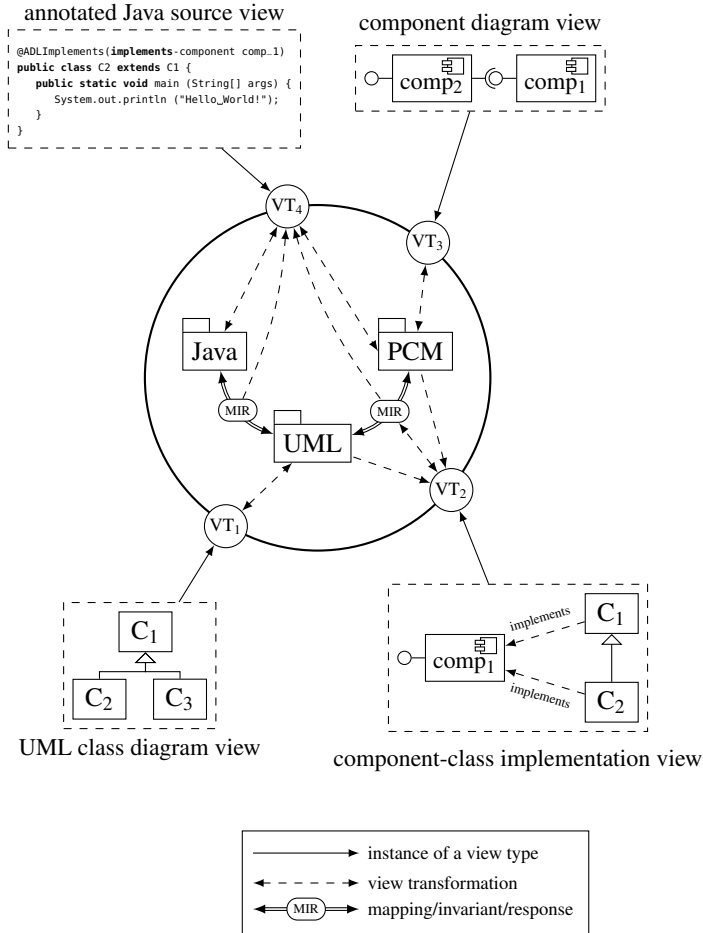 annotated Java source view
@ADLImplements(implements-component comp_1)
public class C2 extends C1 {
public static void main (String[] args) {
System.out.println ("Hello␣World!");
}
}
component diagram view
comp2
comp1
VT4
VT3
Java
PCM
MIR
MIR
UML
VT2
VT1
C1
C2
C3
UML class diagram view
implements
C1
comp1
implements
C2
component-class implementation view
instance of a view type
view transformation
MIR
mapping/invariant/response